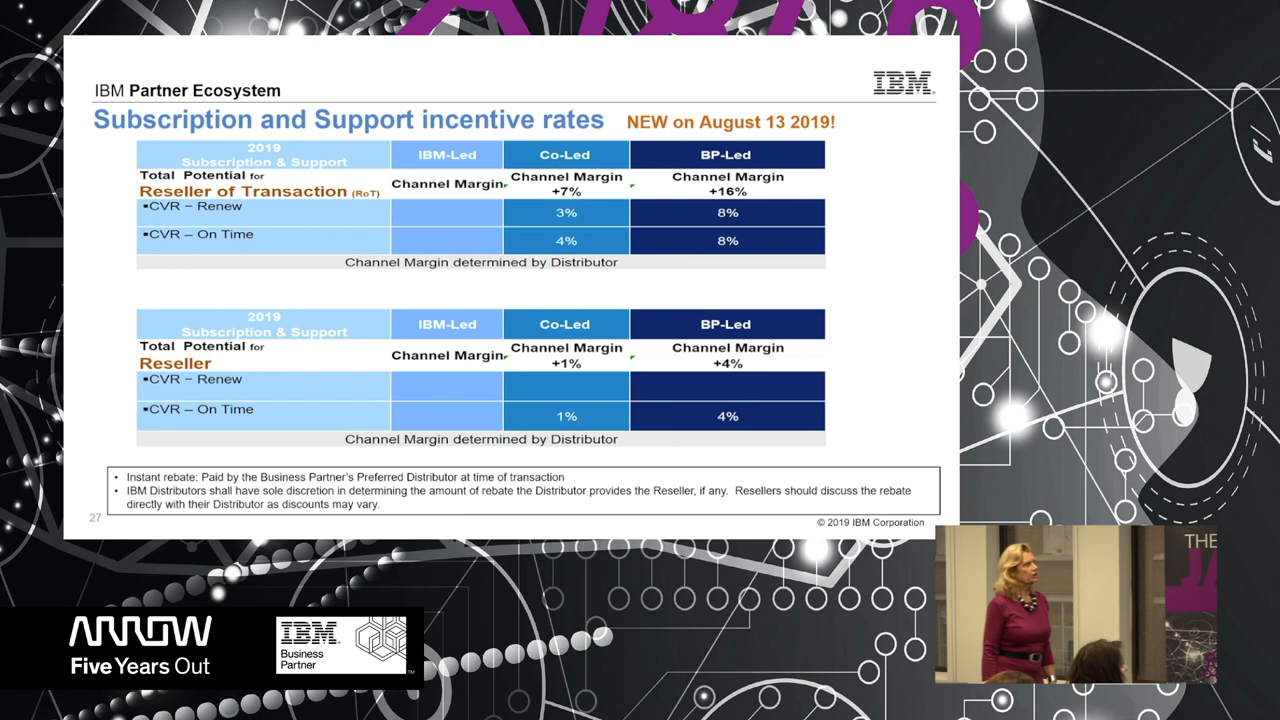 IBM Partner Ecosystem
IBM
Subscription and Support incentive rates NEW on August 13 2019!
2019 Subscription & Support IBM-Led Co-Led BP-Led
Total Potential for Reseller of Transaction (RoT) Channel Margin Channel Margin +7% Channel Margin +16%
▪CVR – Renew 3% 8%
▪CVR – On Time 4% 8%
Channel Margin determined by Distributor
2019 Subscription & Support IBM-Led Co-Led BP-Led
Total Potential for Reseller Channel Margin Channel Margin +1% Channel Margin +4%
▪CVR – Renew
▪CVR – On Time 1% 4%
Channel Margin determined by Distributor
• Instant rebate: Paid by the Business Partner's Preferred Distributor at time of transaction
• IBM Distributors shall have sole discretion in determining the amount of rebate the Distributor provides the Reseller, if any. Resellers should discuss the rebate
directly with their Distributor as discounts may vary.
27
© 2019 IBM Corporation
THE
ARROW
Five Years Out
IBM
Business
Partner